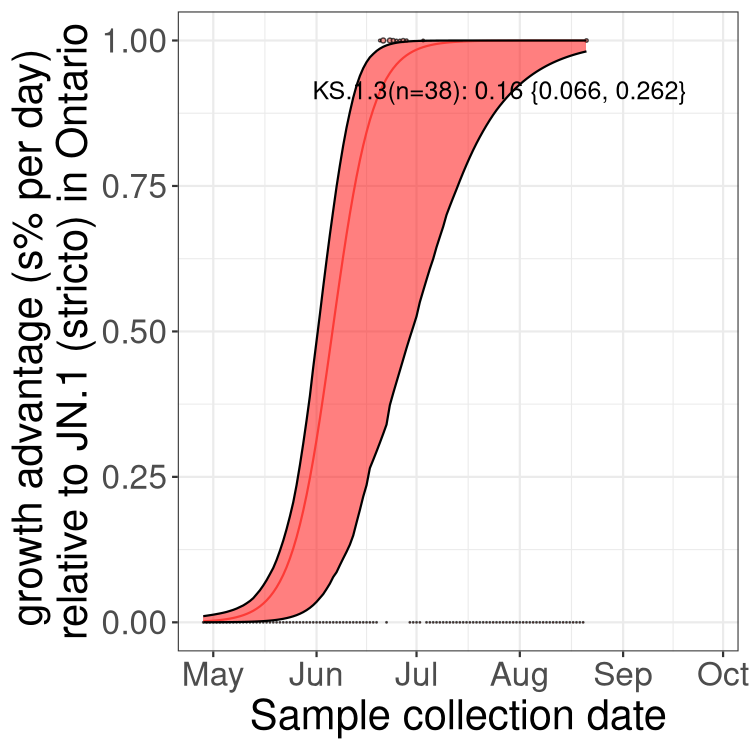 growth advantage (s% per day)
relative to JN.1 (stricto) in Ontario
1.00
0.75
0.50
0.25
0.00
KS.1.3(n=38): 0.16 {0.066, 0.262}
May Jun Jul Aug Sep Oct
Sample collection date